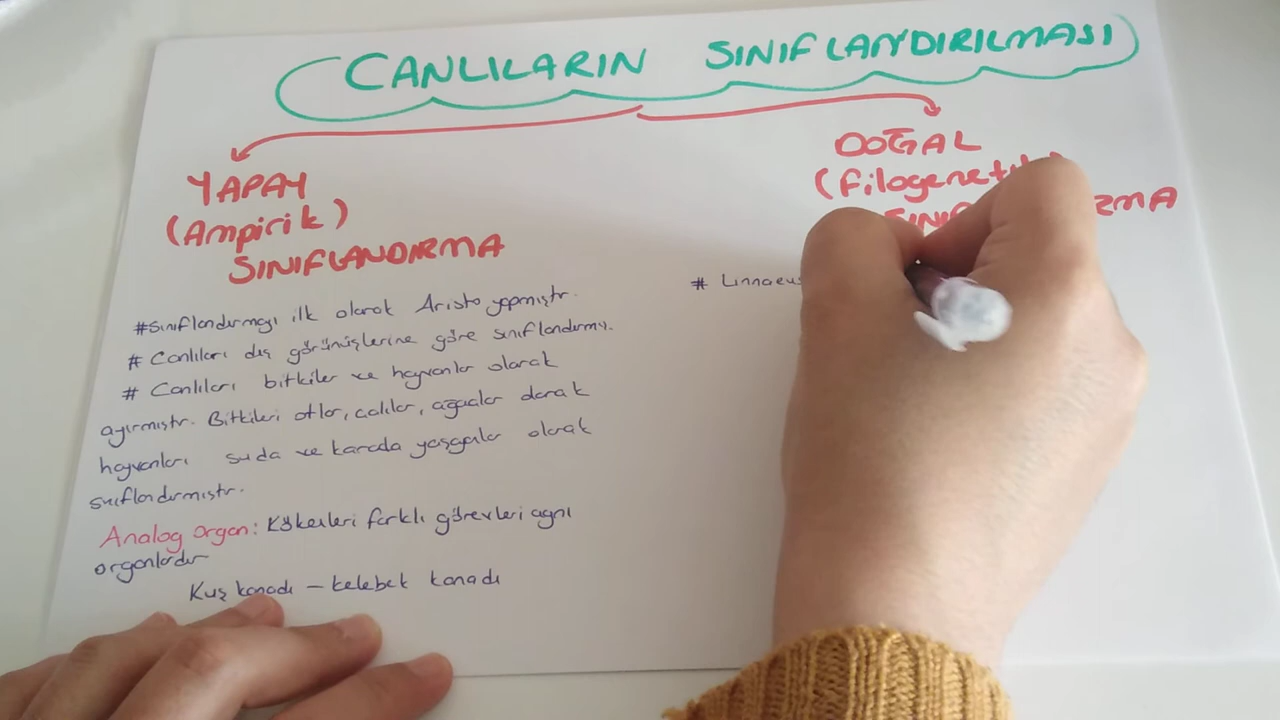 CANLILARIN SINIFLANDIRILMASI
YAPAY
(Ampirik)
SINIFLANDIRMA
#Sınıflandırmayı ilk olarak Aristo yapmıştır.
# Canlıları dış görünüşlerine göre sınıflandırmış.
# Canlıları bitkiler ve hayvanlar olarak
ayırmıştır. Bitkileri otlar, çalılar, ağaçlar olarak
hayvanları suda ve karada yaşayanlar olarak
sınıflandırmıştır.
Analog Organ: Kökenleri farklı görevleri aynı
organlardır
Kuş kanadı – kelebek kanadı
DOĞAL
(Filogenet
# Linnaeus